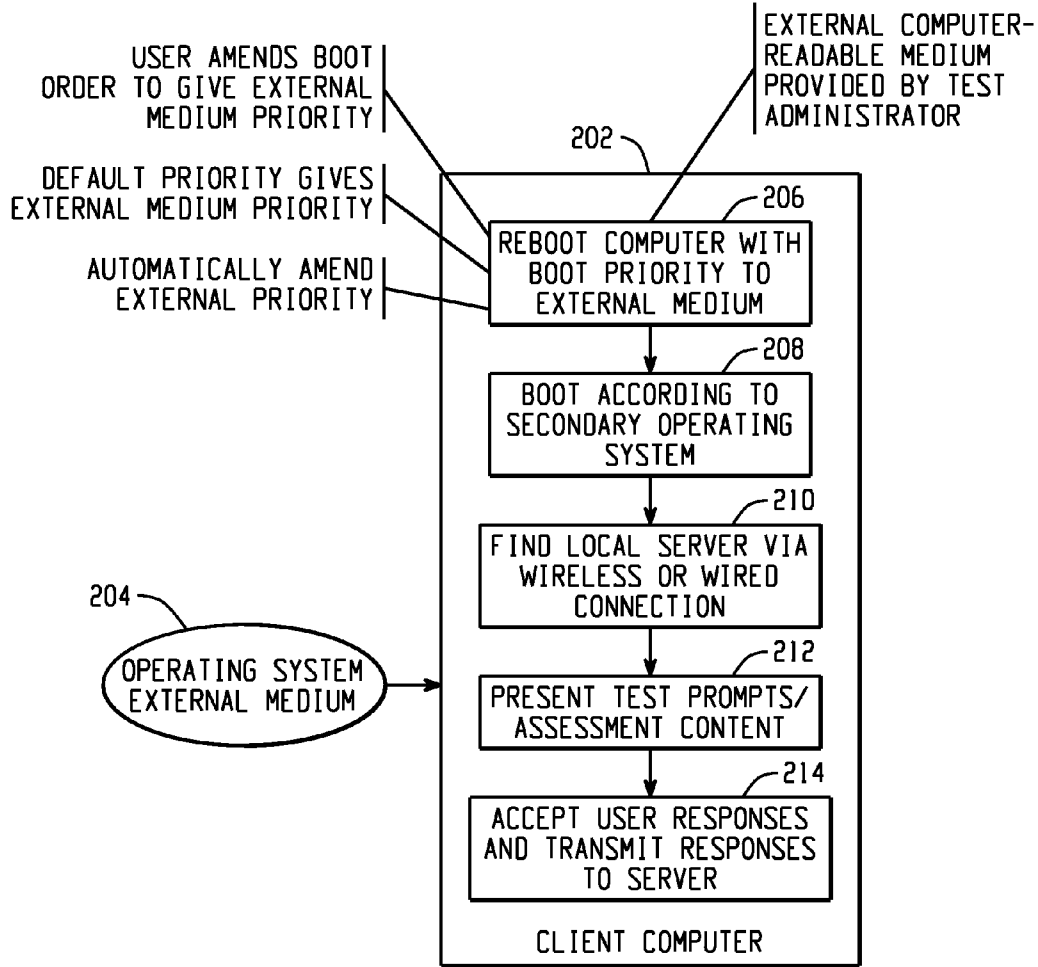 USER AMENDS BOOT
ORDER TO GIVE EXTERNAL
MEDIUM PRIORITY
EXTERNAL COMPUTER-
READABLE MEDIUM
PROVIDED BY TEST
ADMINISTRATOR
DEFAULT PRIORITY GIVES
EXTERNAL MEDIUM PRIORITY
AUTOMATICALLY AMEND
EXTERNAL PRIORITY
202
206
REBOOT COMPUTER WITH
BOOT PRIORITY TO
EXTERNAL MEDIUM
208
BOOT ACCORDING TO
SECONDARY OPERATING
SYSTEM
210
FIND LOCAL SERVER VIA
WIRELESS OR WIRED
CONNECTION
204
OPERATING SYSTEM
EXTERNAL MEDIUM
212
PRESENT TEST PROMPTS/
ASSESSMENT CONTENT
214
ACCEPT USER RESPONSES
AND TRANSMIT RESPONSES
TO SERVER
CLIENT COMPUTER